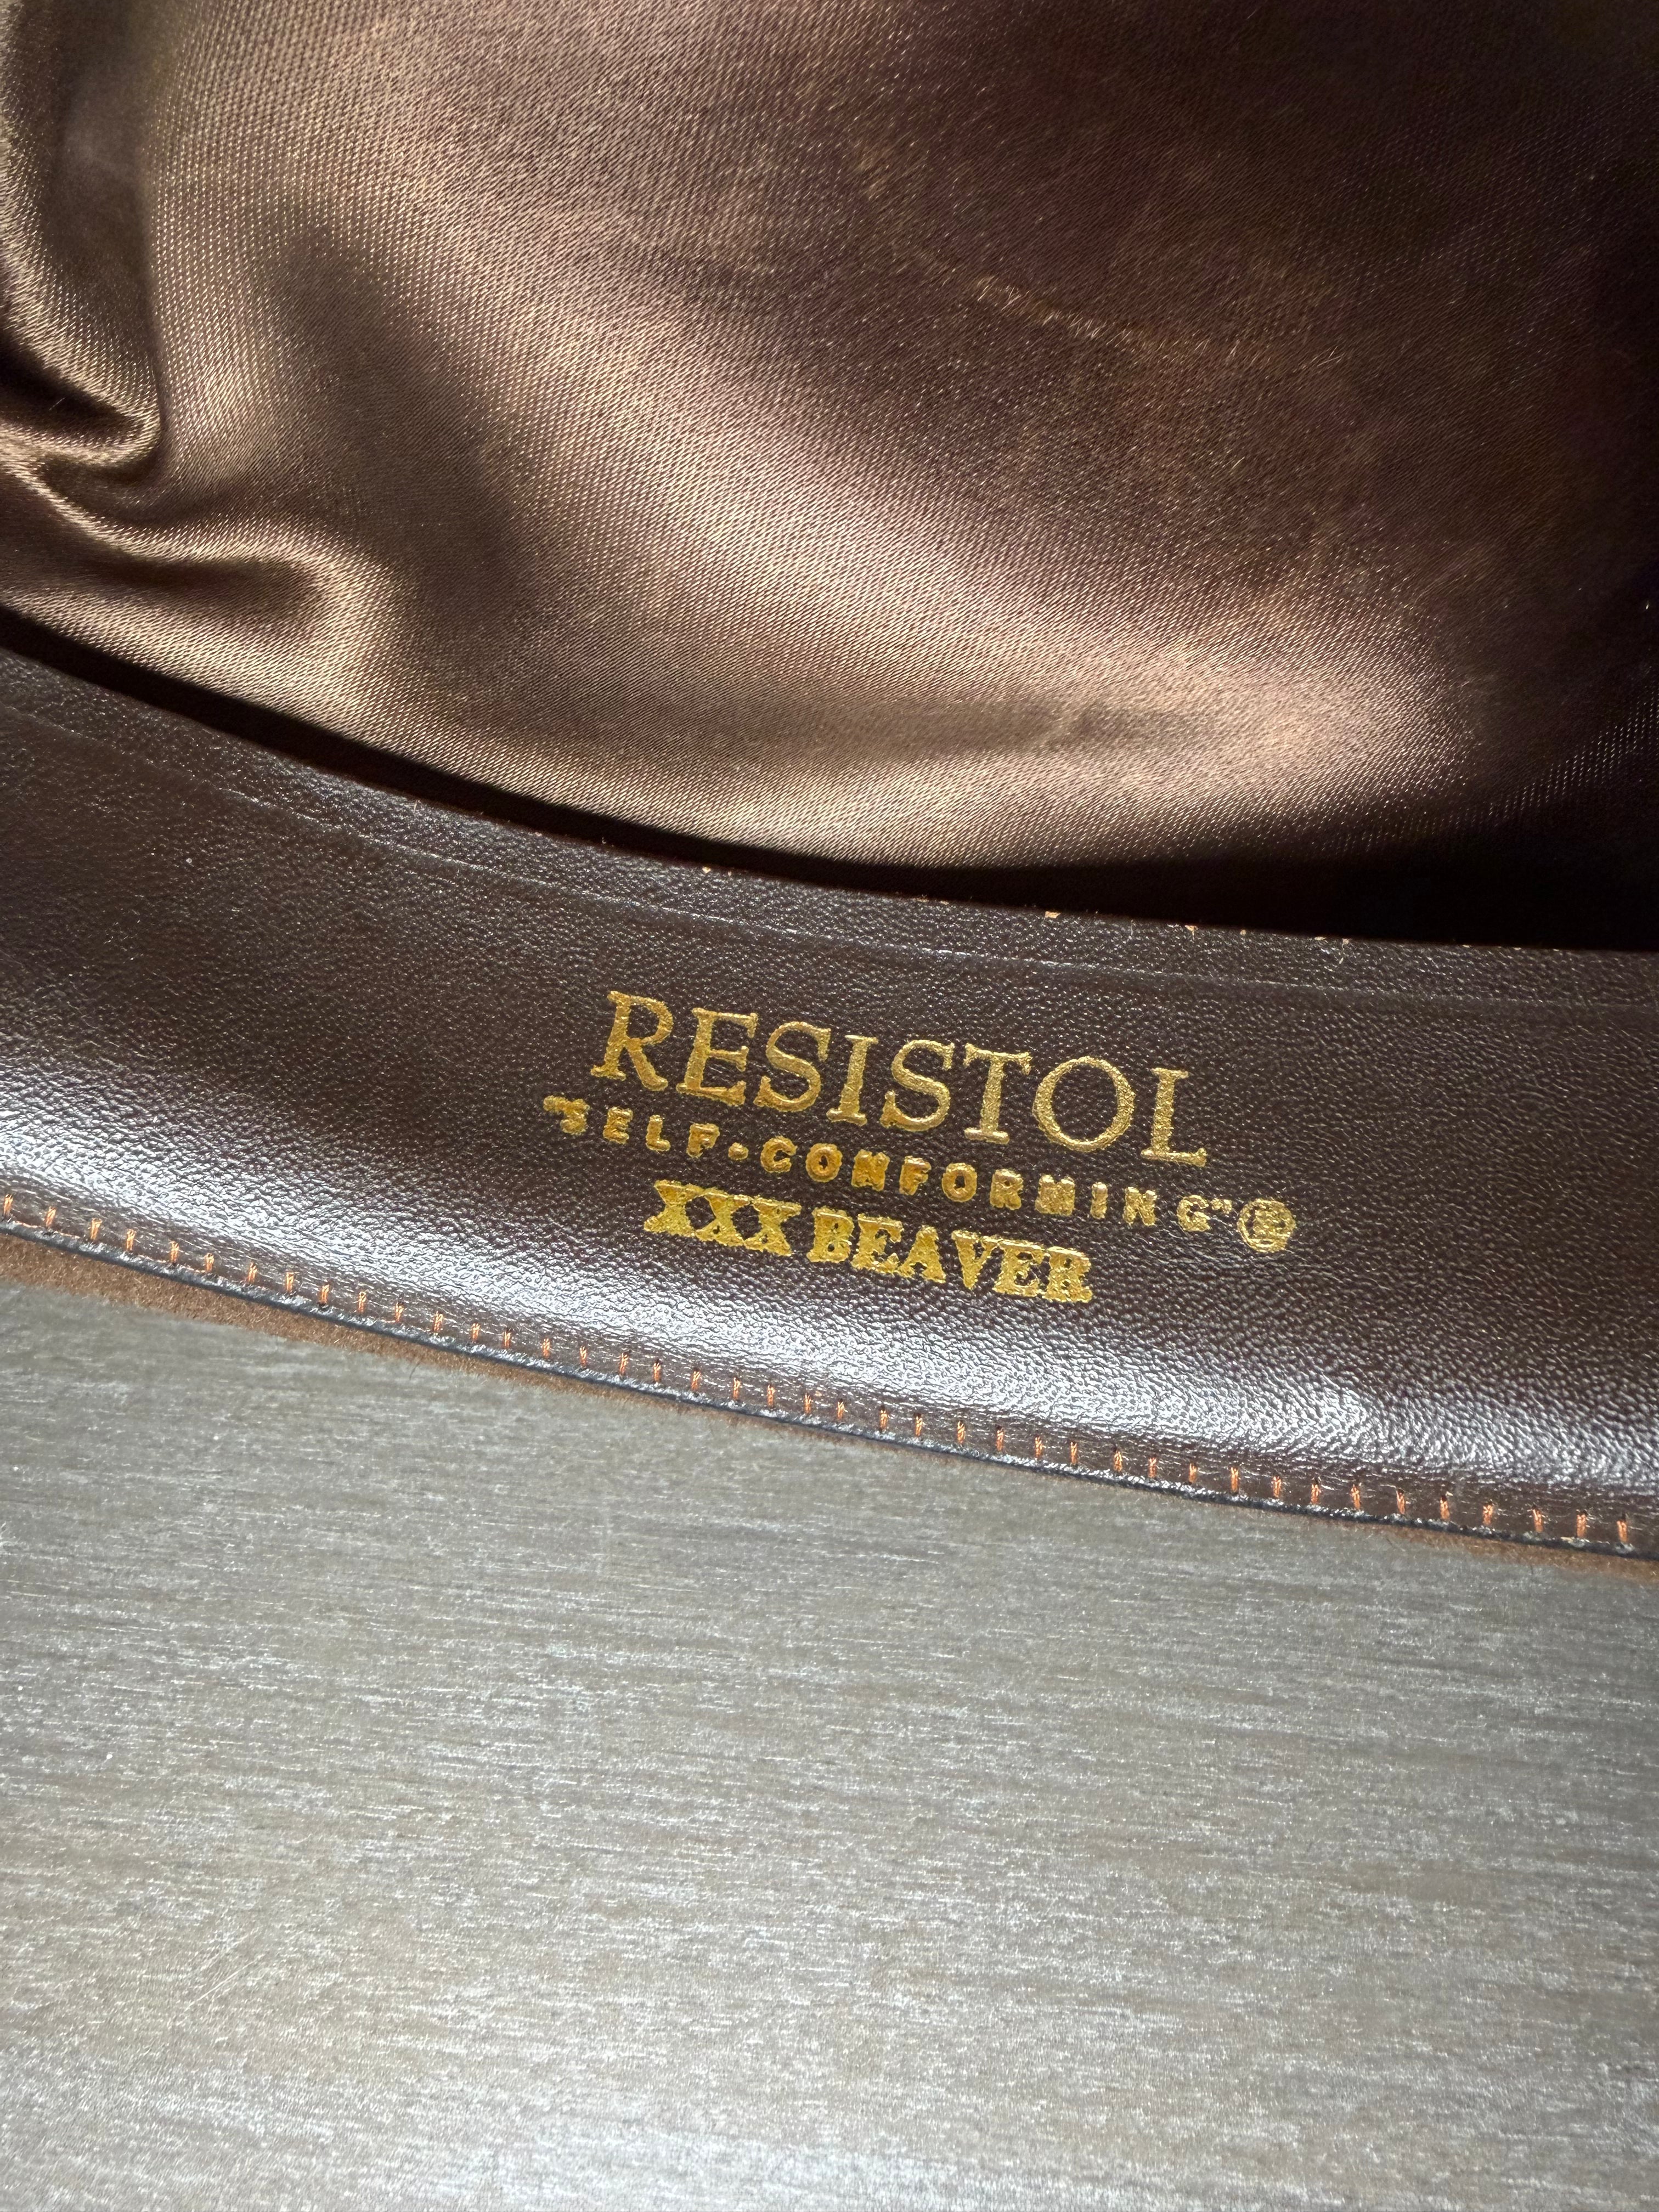 RESISTOL
"SELF-CONFORMING"®
XXX BEAVER